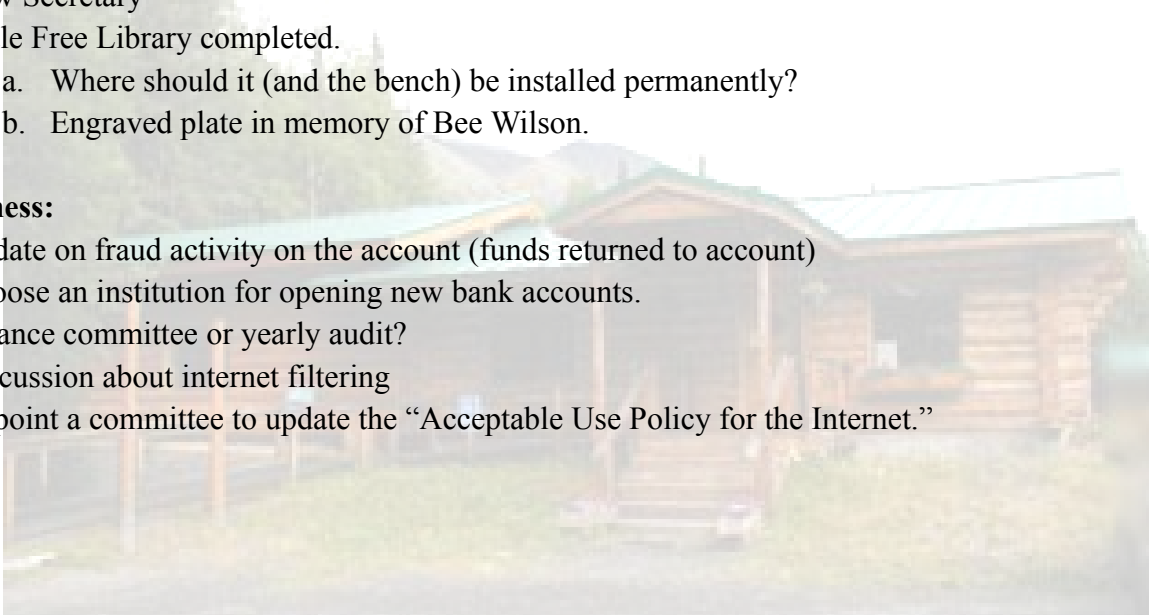 Secretary
le Free Library completed.
a. Where should it (and the bench) be installed permanently?
b. Engraved plate in memory of Bee Wilson.
ness:
date on fraud activity on the account (funds returned to account)
oose an institution for opening new bank accounts.
ance committee or yearly audit?
cussion about internet filtering
point a committee to update the “Acceptable Use Policy for the Internet.”